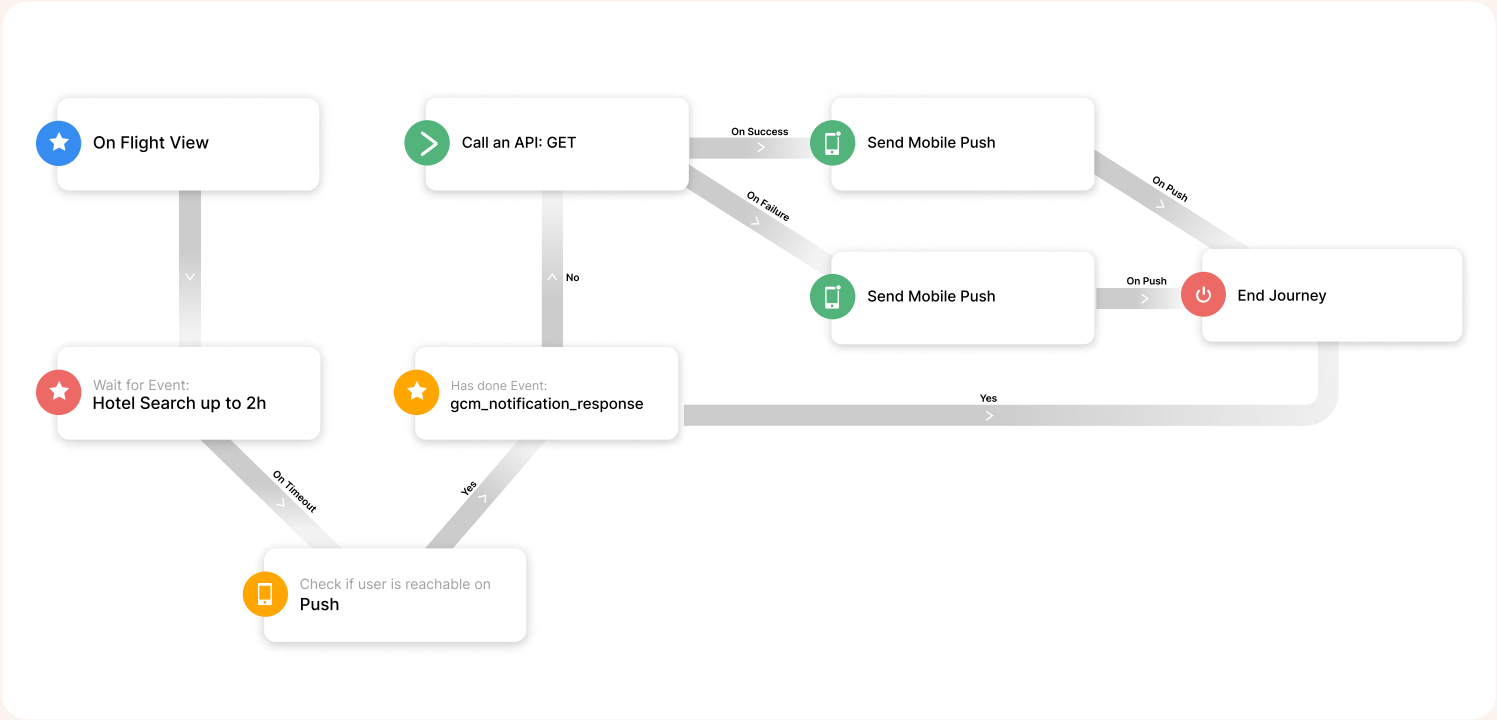 On Flight View
Call an API: GET
On Success
Send Mobile Push
On Failure
On Push
Send Mobile Push
On Push
End Journey
No
Wait for Event:
Hotel Search up to 2h
Has done Event:
gcm_notification_response
Yes
On Timeout
Yes
Check if user is reachable on
Push